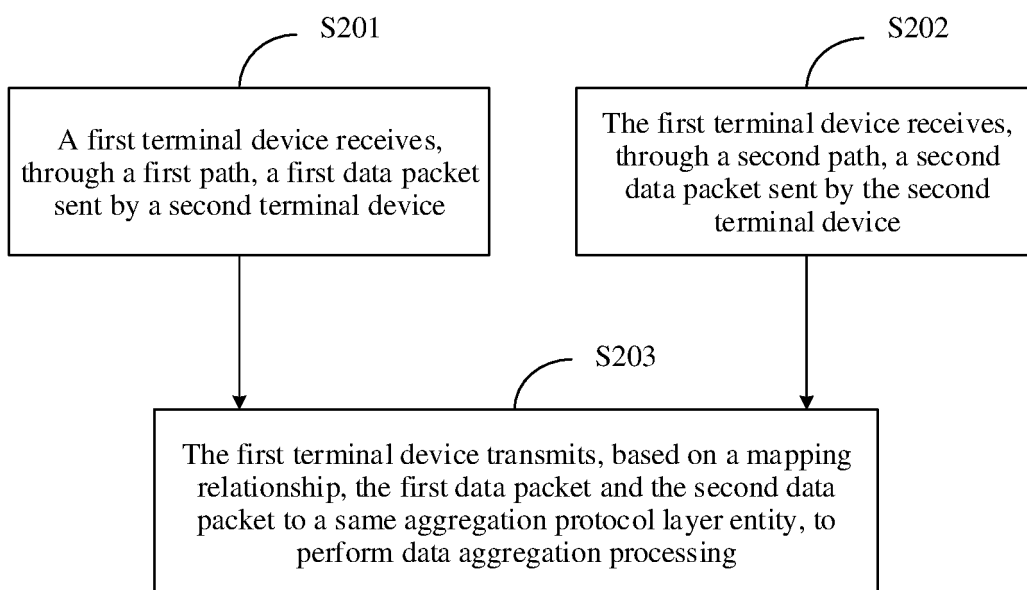 S201
A first terminal device receives,
through a first path, a first data packet
sent by a second terminal device
S202
The first terminal device receives,
through a second path, a second
data packet sent by the second
terminal device
S203
The first terminal device transmits, based on a mapping
relationship, the first data packet and the second data
packet to a same aggregation protocol layer entity, to
perform data aggregation processing